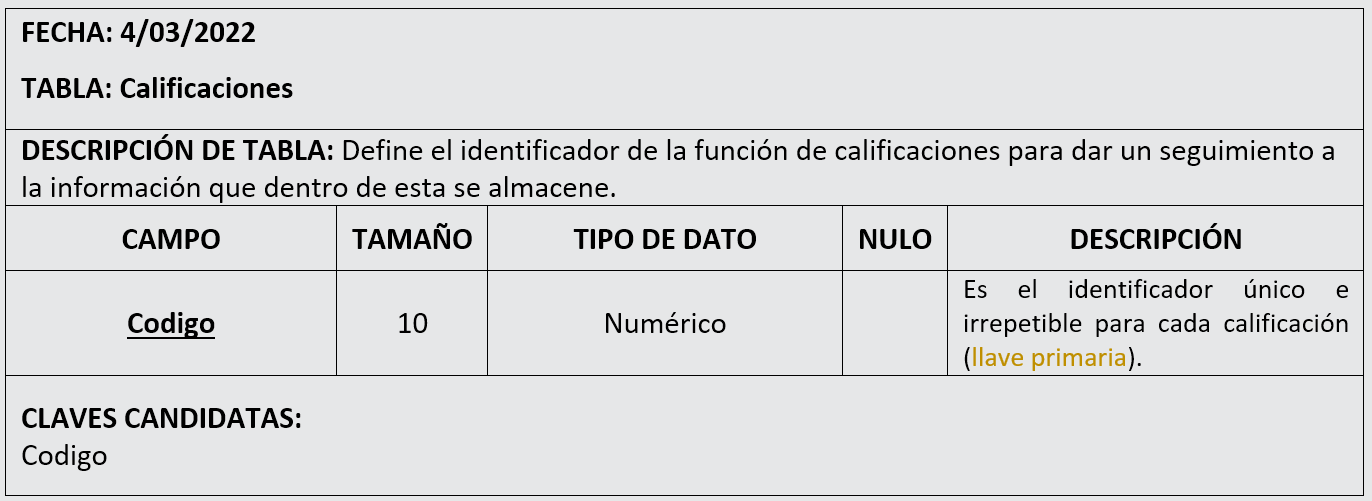 FECHA: 4/03/2022
TABLA: Calificaciones
DESCRIPCIÓN DE TABLA: Define el identificador de la función de calificaciones para dar un seguimiento a
la información que dentro de esta se almacene.
CAMPO TAMAÑO TIPO DE DATO NULO DESCRIPCIÓN
Codigo 10 Numérico Es el identificador único e
irrepetible para cada calificación
(llave primaria).
CLAVES CANDIDATAS:
Codigo